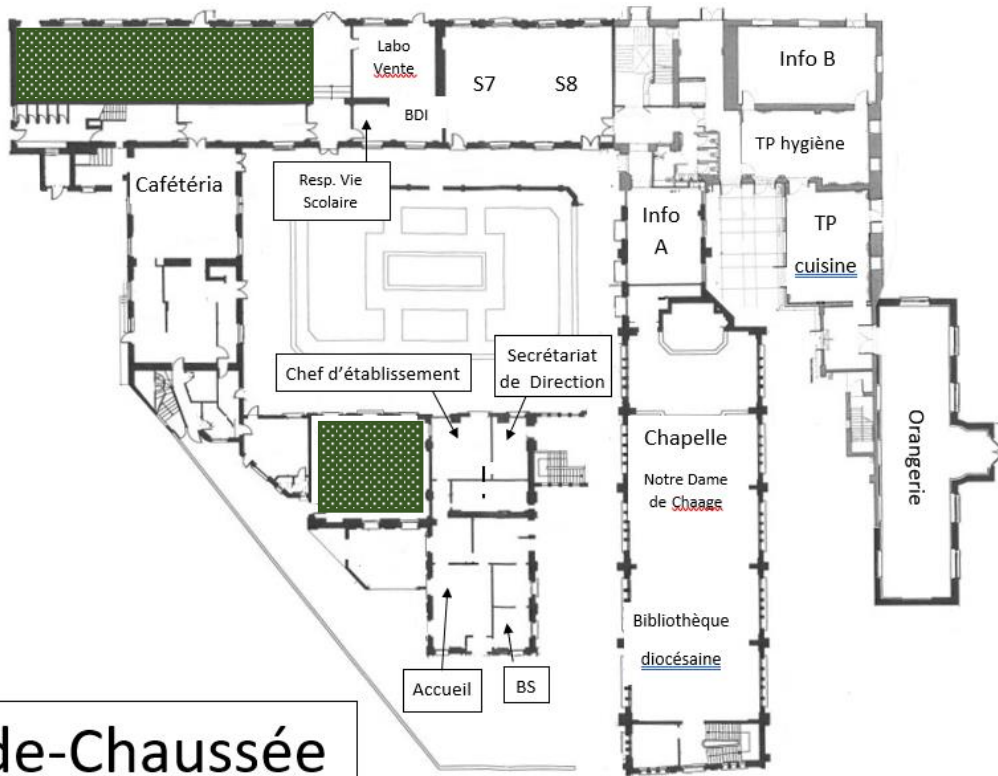 Labo
Vente
S7
S8
Info B
BDI
TP hygiène
Cafétéria
Resp. Vie
Scolaire
Info
A
TP
cuisine
Chef d'établissement
Secrétariat
de Direction
Chapelle
Notre Dame
de Chaage
Orangerie
Bibliothèque
diocésaine
Accueil
BS
de-Chaussée